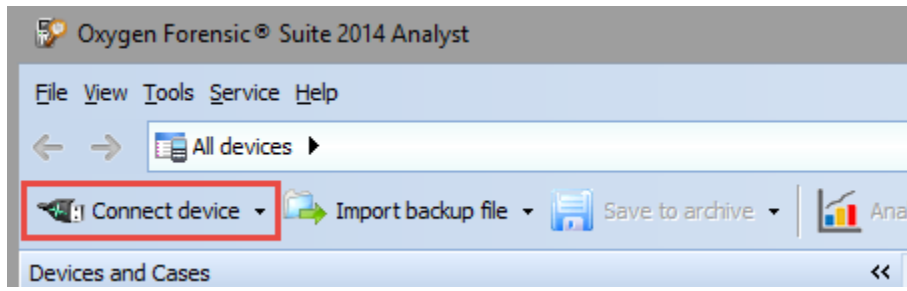 Oxygen Forensic® Suite 2014 Analyst
File View Tools Service Help
All devices
Connect device Import backup file Save to archive
Devices and Cases